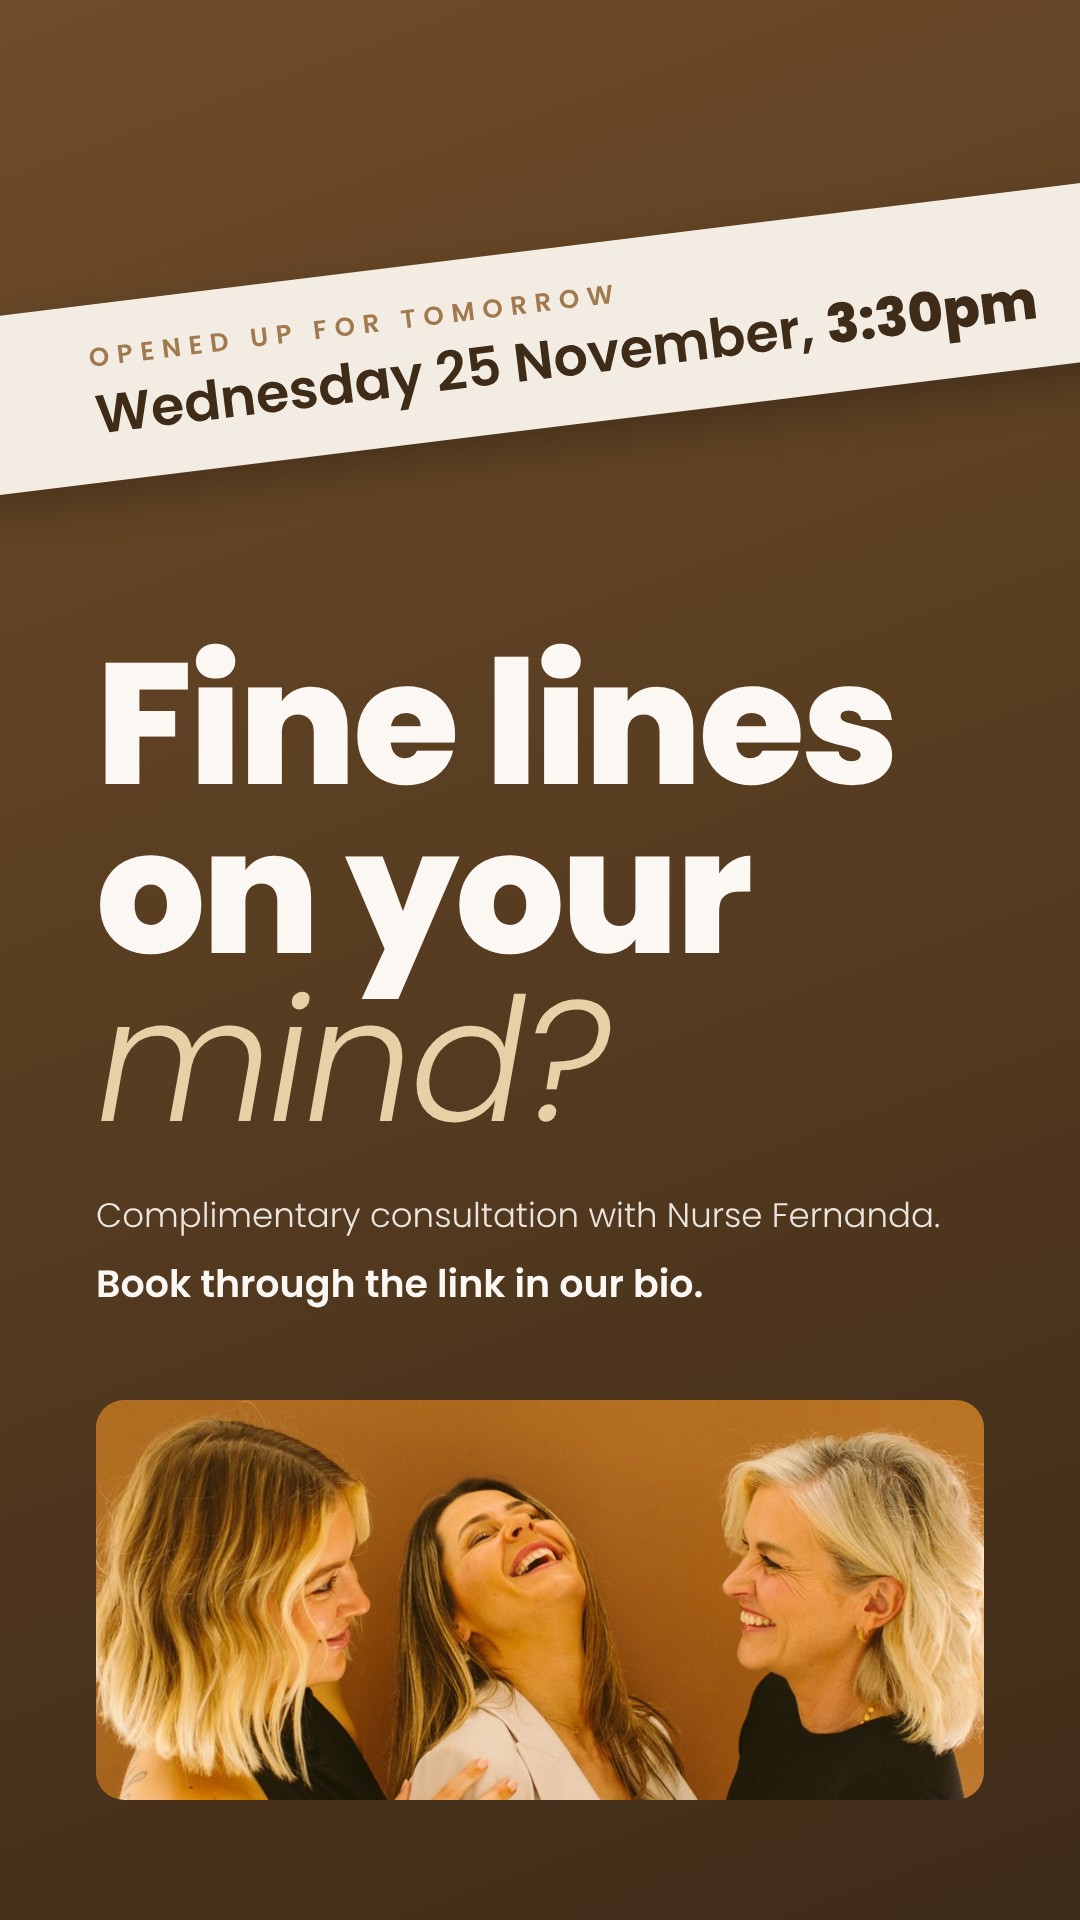 OPENED UP FOR TOMORROW
Wednesday 25 November, 3:30pm
Fine lines
on your
mind?
Complimentary consultation with Nurse Fernanda.
Book through the link in our bio.